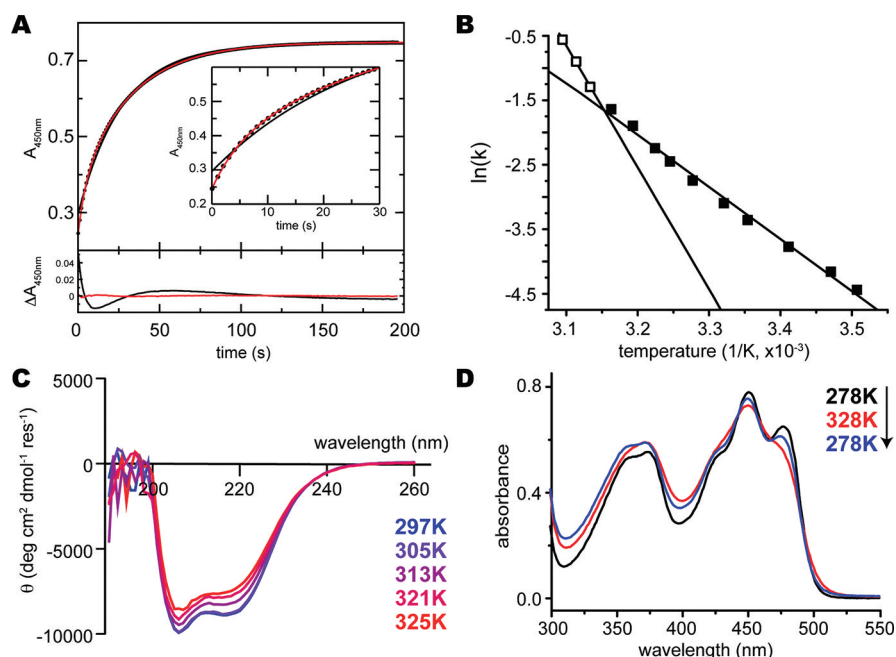 A
0.7
0.5
0.3
A450nm
0.6
0.5
0.4
0.3
0.2
A450nm
0 10 20 30
time (s)
0.04
0.02
0
ΔA450nm
0 50 100 150 200
time (s)
B
-0.5
-1.5
-2.5
-3.5
-4.5
ln(k)
3.1 3.2 3.3 3.4 3.5
temperature (1/K, x10-3)
C
5000
0
-5000
-10000
θ (deg cm2 dmol-1 res-1)
wavelength (nm)
200 220 240 260
297K
305K
313K
321K
325K
D
0.8
0.4
0.0
absorbance
278K
328K
278K
300 350 400 450 500 550
wavelength (nm)